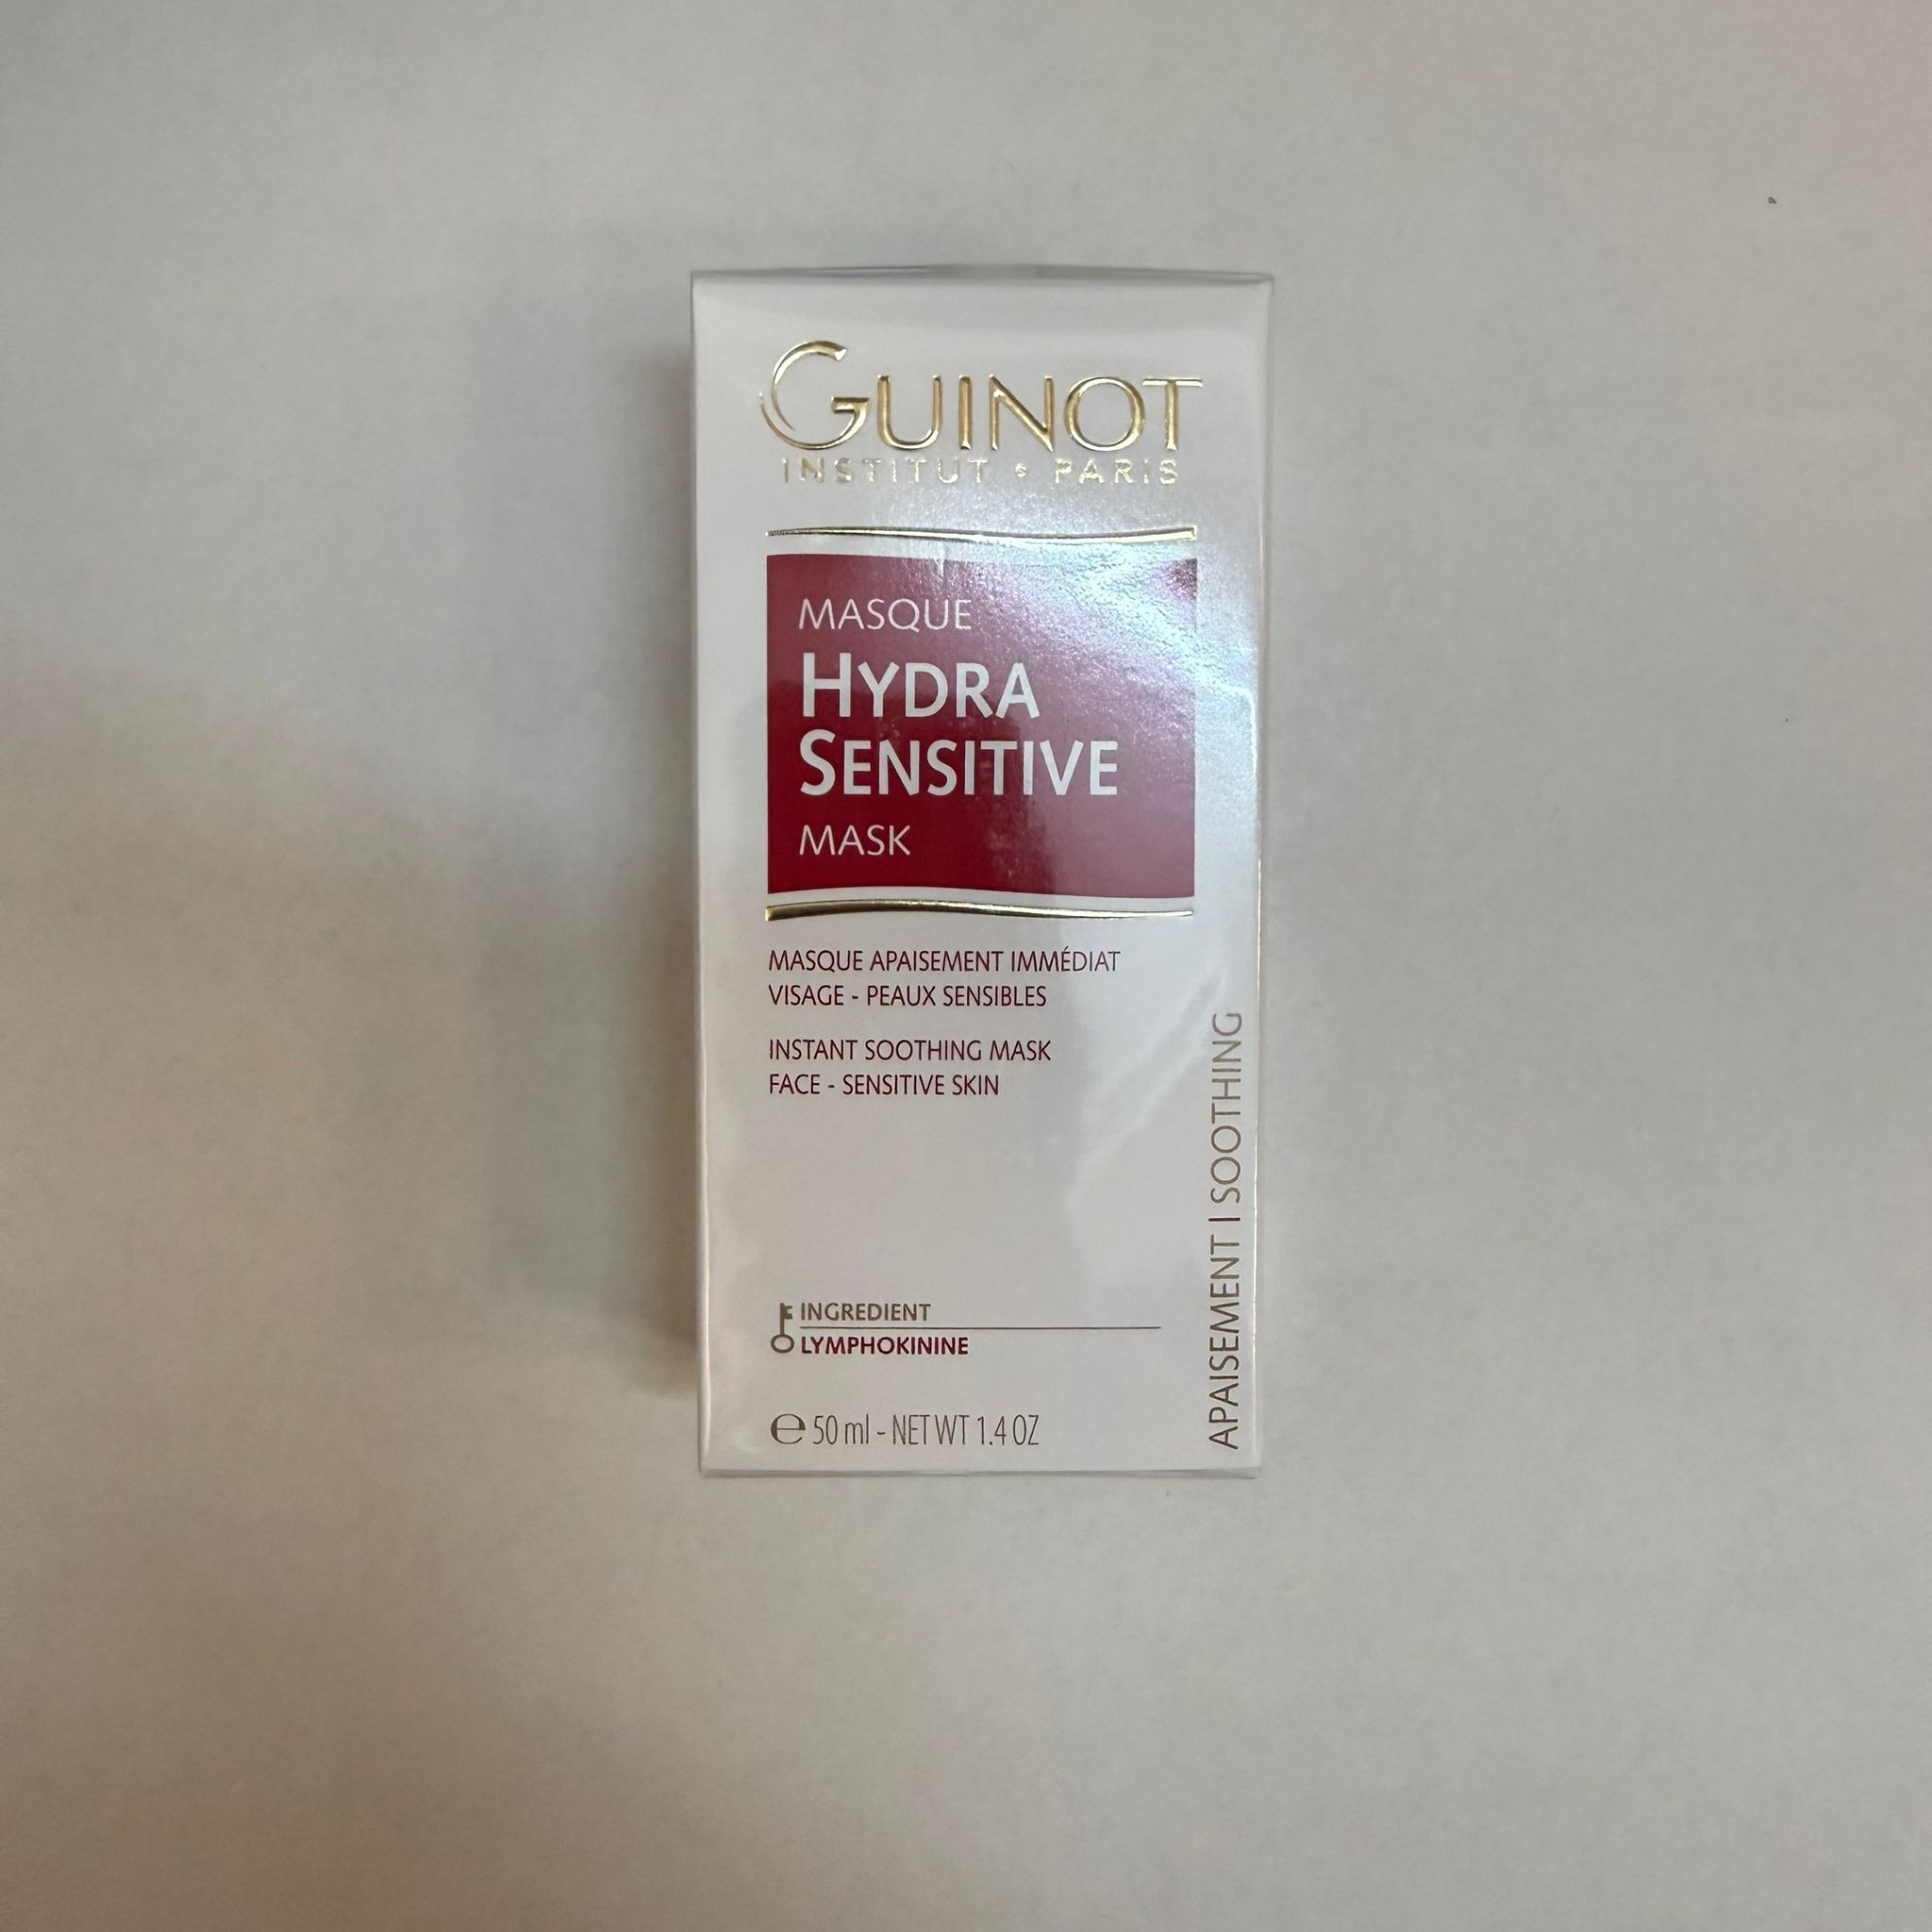 GUINOT
INSTITUT • PARIS
MASQUE
HYDRA
SENSITIVE
MASK
MASQUE APAISEMENT IMMÉDIAT
VISAGE - PEAUX SENSIBLES
INSTANT SOOTHING MASK
FACE - SENSITIVE SKIN
INGREDIENT
LYMPHOKININE
℮ 50 ml - NET WT 1.4 OZ
APAISEMENT | SOOTHING